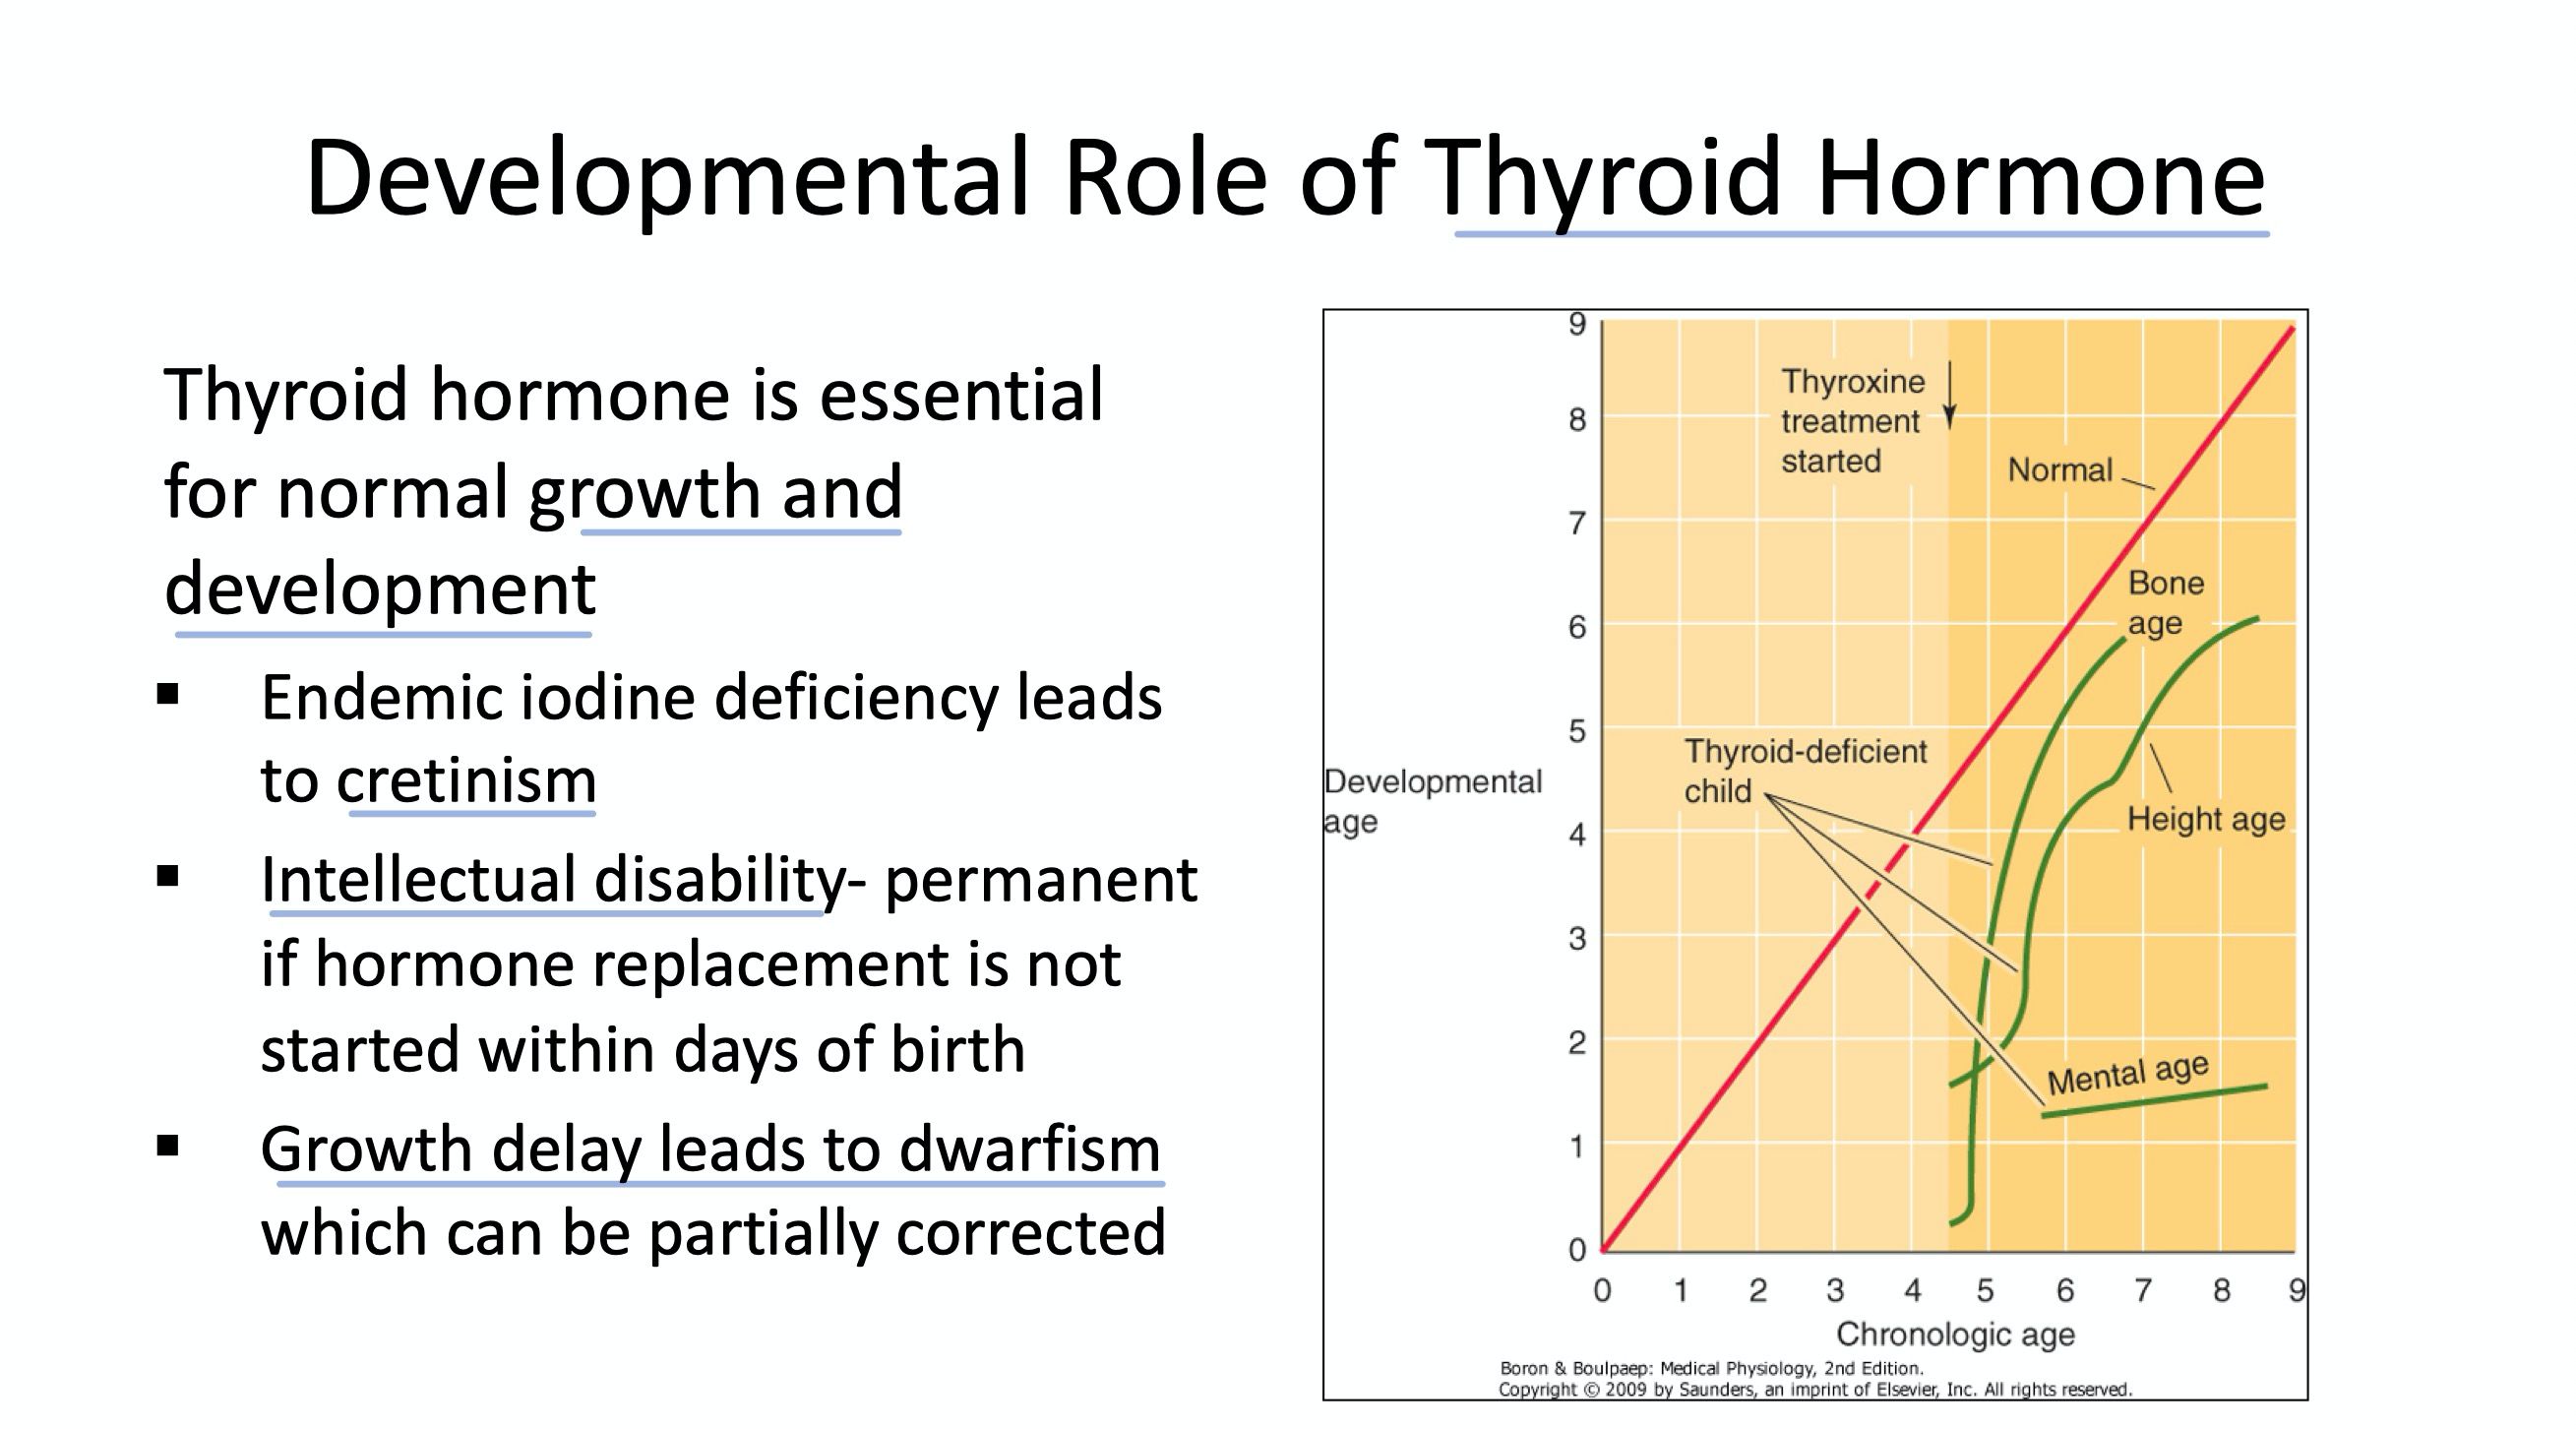 Developmental Role of Thyroid Hormone
Thyroid hormone is essential
for normal growth and
development
▪ Endemic iodine deficiency leads
to cretinism
▪ Intellectual disability- permanent
if hormone replacement is not
started within days of birth
▪ Growth delay leads to dwarfism
which can be partially corrected
9
8
7
6
5
4
3
2
1
0
Developmental
age
Thyroxine
treatment
started
Normal
Bone
age
Thyroid-deficient
child
Height age
Mental age
0 1 2 3 4 5 6 7 8 9
Chronologic age
Boron & Boulpaep: Medical Physiology, 2nd Edition.
Copyright © 2009 by Saunders, an imprint of Elsevier, Inc. All rights reserved.